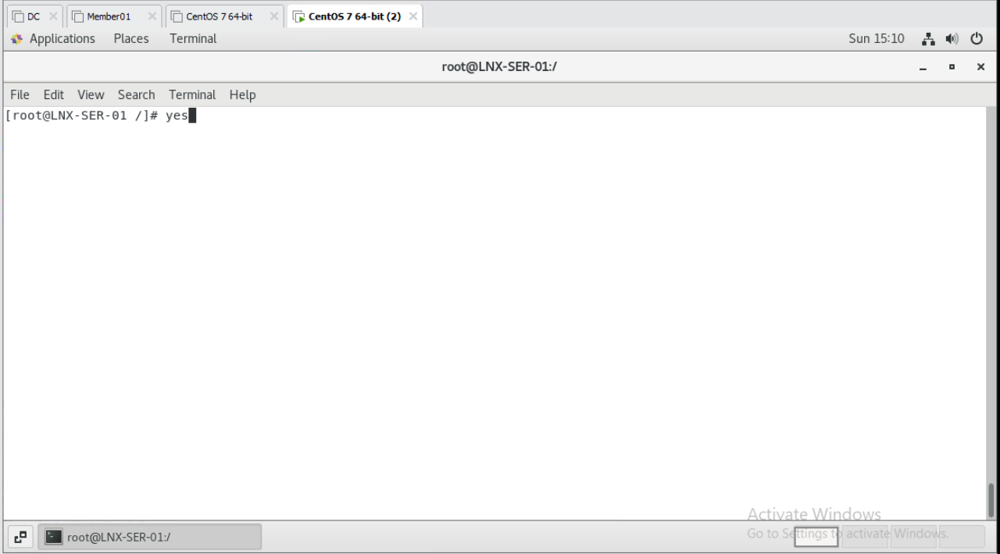 DC Member01 CentOS 7 64-bit CentOS 7 64-bit (2)
Applications Places Terminal Sun 15:10
root@LNX-SER-01:/
File Edit View Search Terminal Help
[root@LNX-SER-01 /]# yes
Activate Windows
Go to Settings to activate Windows.
root@LNX-SER-01:/